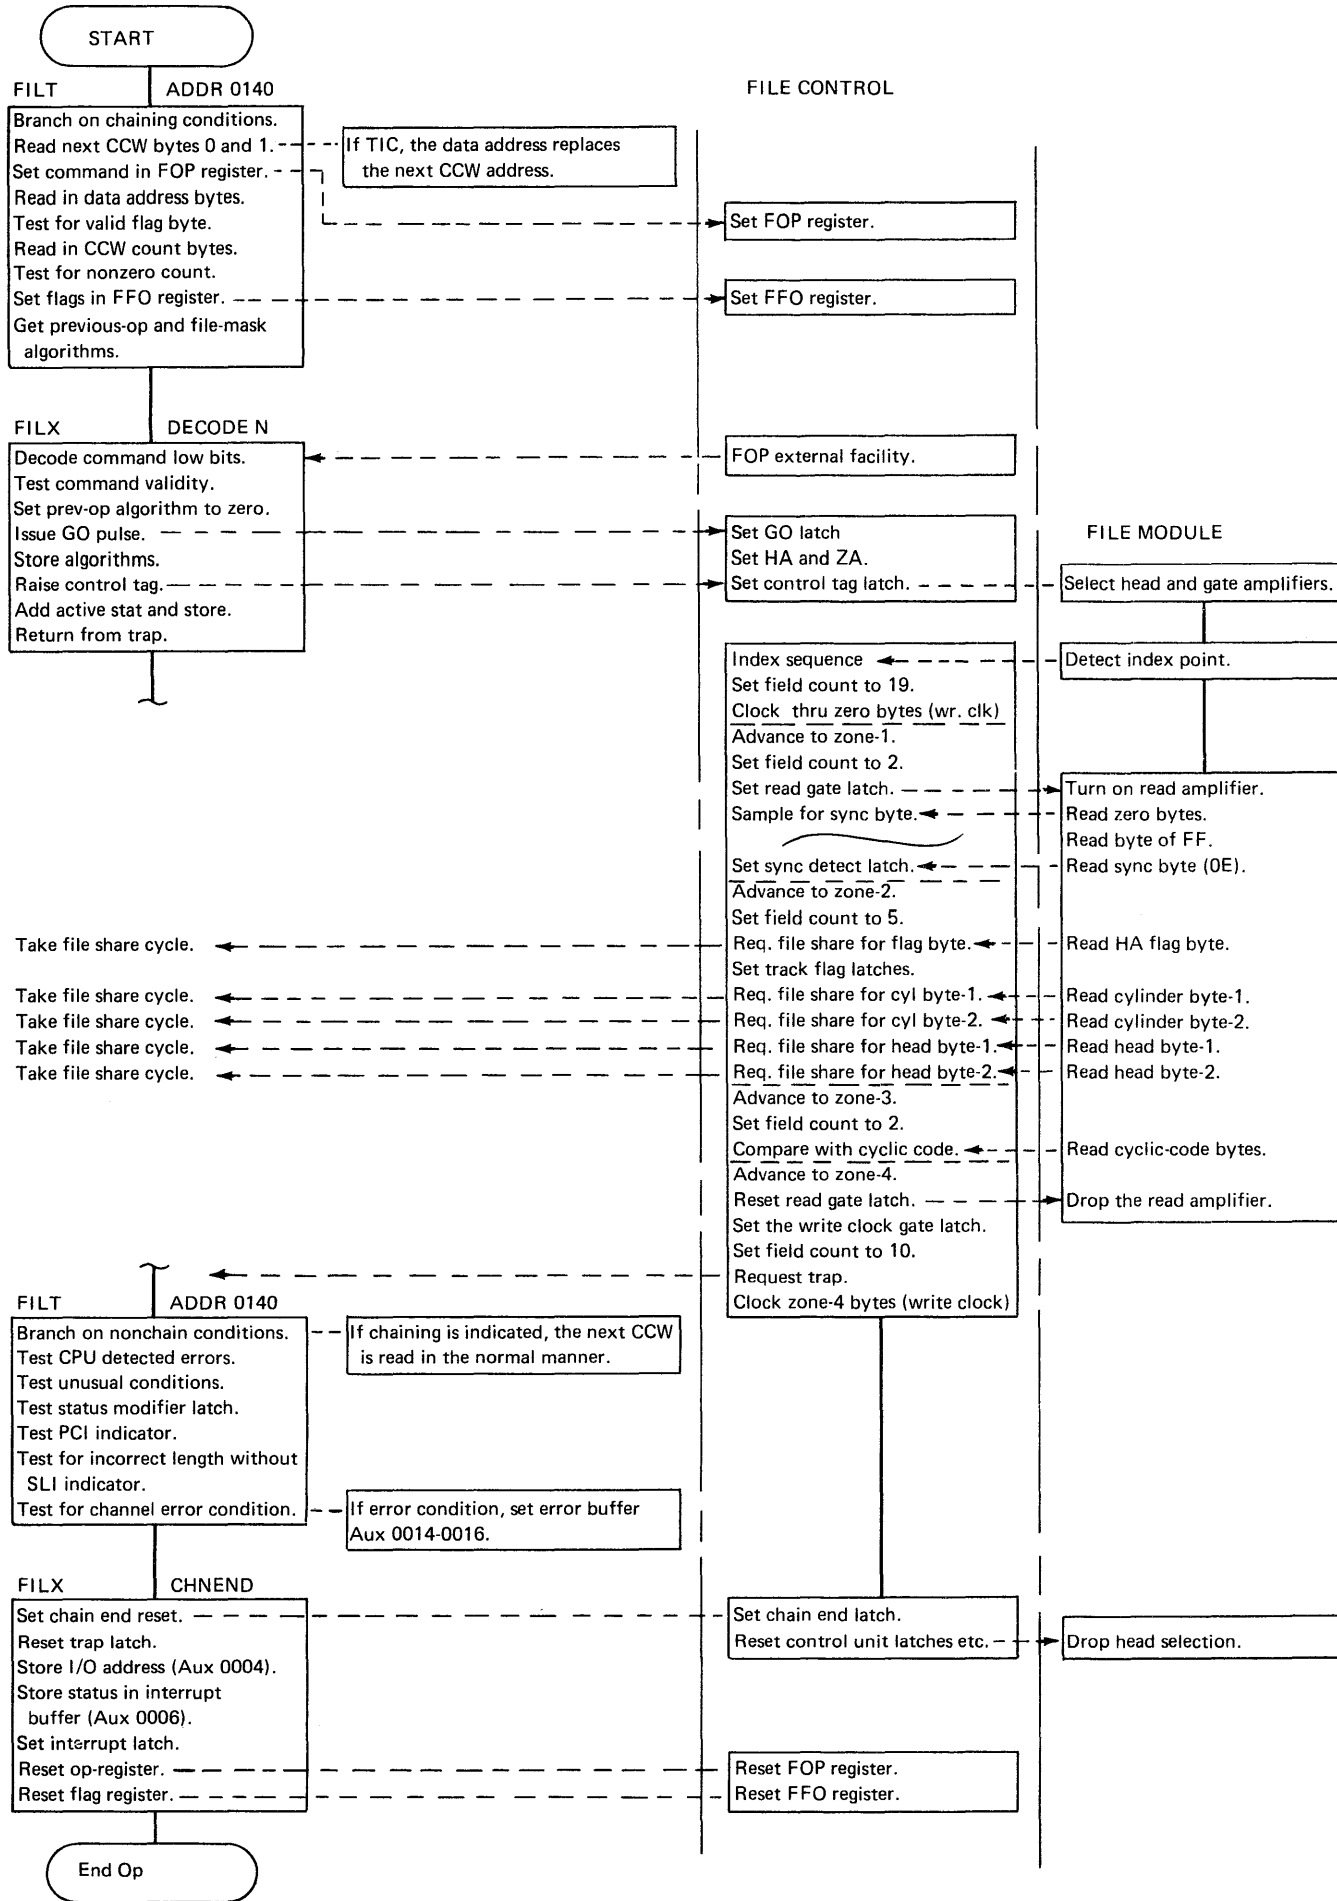 START
FILT ADDR 0140
FILE CONTROL
Branch on chaining conditions.
Read next CCW bytes 0 and 1.
If TIC, the data address replaces
the next CCW address.
Set command in FOP register.
Read in data address bytes.
Test for valid flag byte.
Set FOP register.
Read in CCW count bytes.
Test for nonzero count.
Set flags in FFO register.
Set FFO register.
Get previous-op and file-mask
algorithms.
FILX DECODE N
Decode command low bits.
FOP external facility.
Test command validity.
Set prev-op algorithm to zero.
Issue GO pulse.
Set GO latch
FILE MODULE
Store algorithms.
Set HA and ZA.
Raise control tag.
Set control tag latch.
Select head and gate amplifiers.
Add active stat and store.
Return from trap.
Index sequence
Detect index point.
Set field count to 19.
Clock thru zero bytes (wr. clk)
Advance to zone-1.
Set field count to 2.
Set read gate latch.
Turn on read amplifier.
Sample for sync byte.
Read zero bytes.
Read byte of FF.
Set sync detect latch.
Read sync byte (0E).
Advance to zone-2.
Set field count to 5.
Take file share cycle.
Req. file share for flag byte.
Read HA flag byte.
Set track flag latches.
Take file share cycle.
Req. file share for cyl byte-1.
Read cylinder byte-1.
Take file share cycle.
Req. file share for cyl byte-2.
Read cylinder byte-2.
Take file share cycle.
Req. file share for head byte-1.
Read head byte-1.
Take file share cycle.
Req. file share for head byte-2.
Read head byte-2.
Advance to zone-3.
Set field count to 2.
Compare with cyclic code.
Read cyclic-code bytes.
Advance to zone-4.
Reset read gate latch.
Drop the read amplifier.
Set the write clock gate latch.
Set field count to 10.
Request trap.
Clock zone-4 bytes (write clock)
FILT ADDR 0140
Branch on nonchain conditions.
If chaining is indicated, the next CCW
is read in the normal manner.
Test CPU detected errors.
Test unusual conditions.
Test status modifier latch.
Test PCI indicator.
Test for incorrect length without
SLI indicator.
Test for channel error condition.
If error condition, set error buffer
Aux 0014-0016.
FILX CHNEND
Set chain end reset.
Set chain end latch.
Reset trap latch.
Reset control unit latches etc.
Drop head selection.
Store I/O address (Aux 0004).
Store status in interrupt
buffer (Aux 0006).
Set interrupt latch.
Reset op-register.
Reset FOP register.
Reset flag register.
Reset FFO register.
End Op